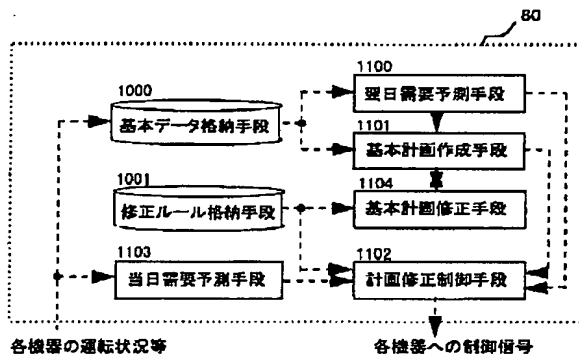 80
1000
基本データ格納手段
1100
翌日需要予測手段
1101
基本計画作成手段
1001
修正ルール格納手段
1104
基本計画修正手段
1103
当日需要予測手段
1102
計画修正制御手段
各機器の運転状況等
各機器への制御信号